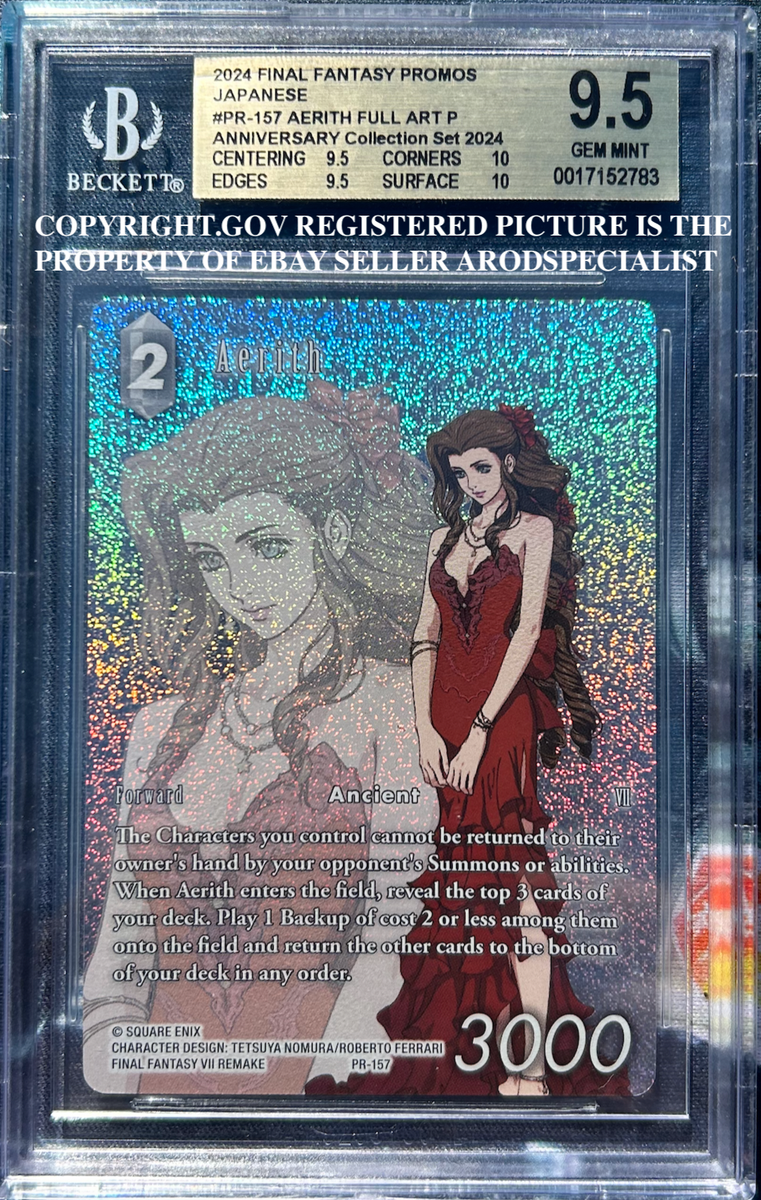 2024 FINAL FANTASY PROMOS
JAPANESE
#PR-157 AERITH FULL ART P
ANNIVERSARY Collection Set 2024
CENTERING 9.5 CORNERS 10
EDGES 9.5 SURFACE 10
9.5
GEM MINT
0017152783
B
BECKETT®
COPYRIGHT.GOV REGISTERED PICTURE IS THE
PROPERTY OF EBAY SELLER ARODSPECIALIST
2 Aerith
Forward Ancient VII
The Characters you control cannot be returned to their
owner's hand by your opponent's Summons or abilities.
When Aerith enters the field, reveal the top 3 cards of
your deck. Play 1 Backup of cost 2 or less among them
onto the field and return the other cards to the bottom
of your deck in any order.
© SQUARE ENIX
CHARACTER DESIGN: TETSUYA NOMURA/ROBERTO FERRARI
FINAL FANTASY VII REMAKE PR-157
3000